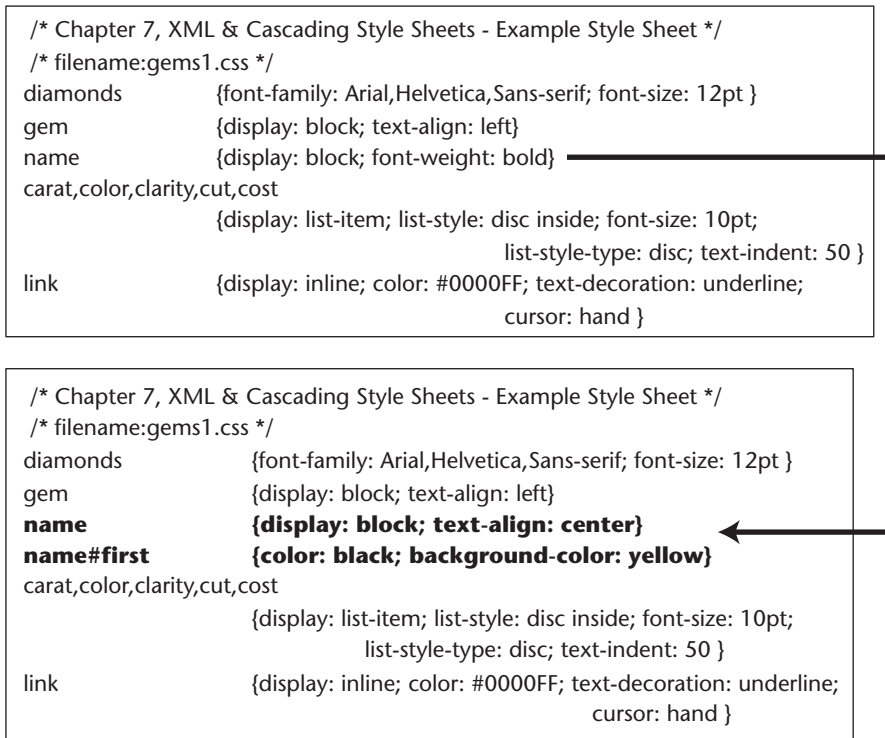 /* Chapter 7, XML & Cascading Style Sheets - Example Style Sheet */
/* filename:gems1.css */
diamonds {font-family: Arial,Helvetica,Sans-serif; font-size: 12pt }
gem {display: block; text-align: left}
name {display: block; font-weight: bold}
carat,color,clarity,cut,cost
{display: list-item; list-style: disc inside; font-size: 10pt;
list-style-type: disc; text-indent: 50 }
link {display: inline; color: #0000FF; text-decoration: underline;
cursor: hand }
/* Chapter 7, XML & Cascading Style Sheets - Example Style Sheet */
/* filename:gems1.css */
diamonds {font-family: Arial,Helvetica,Sans-serif; font-size: 12pt }
gem {display: block; text-align: left}
name {display: block; text-align: center}
name#first {color: black; background-color: yellow}
carat,color,clarity,cut,cost
{display: list-item; list-style: disc inside; font-size: 10pt;
list-style-type: disc; text-indent: 50 }
link {display: inline; color: #0000FF; text-decoration: underline;
cursor: hand }